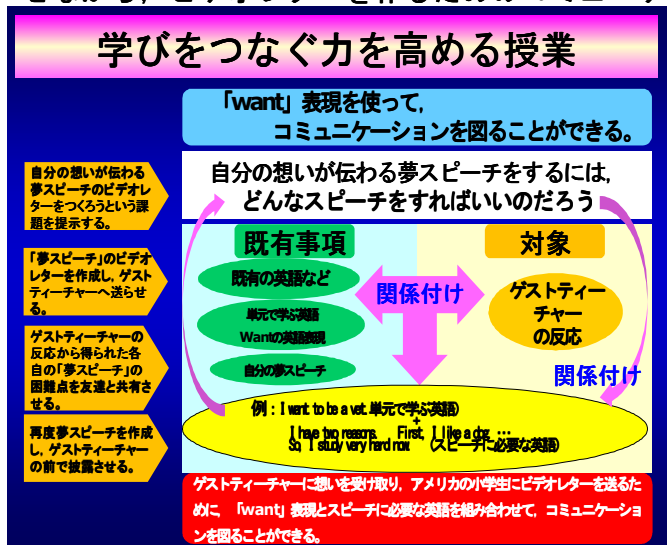 学びをつなぐ力を高める授業
「want」表現を使って,
コミュニケーションを図ることができる。
自分の想いが伝わる
夢スピーチのビデオレ
ターをつくろうという課
題を提示する。
自分の想いが伝わる夢スピーチをするには,
どんなスピーチをすればいいのだろう
「夢スピーチ」のビデオ
レターを作成し, ゲスト
ティーチャーへ送らせ
る。
ゲストティーチャーの
反応から得られた各
自の「夢スピーチ」の
困難点を友達と共有さ
せる。
再度夢スピーチを作成
し, ゲストティーチャー
の前で披露させる。
既有事項
既有の英語など
単元で学ぶ英語
Wantの英語表現
自分の夢スピーチ
関係付け
対象
ゲストティー
チャー
の反応
関係付け
例：I want to be a vet. 単元で学ぶ英語)
+
I have two reasons. First, I like a dog. …
So, I study very hard now. (スピーチに必要な英語)
ゲストティーチャーに想いを受け取り, アメリカの小学生にビデオレターを送るた
めに, 「want」表現とスピーチに必要な英語を組み合わせて, コミュニケーショ
ンを図ることができる。